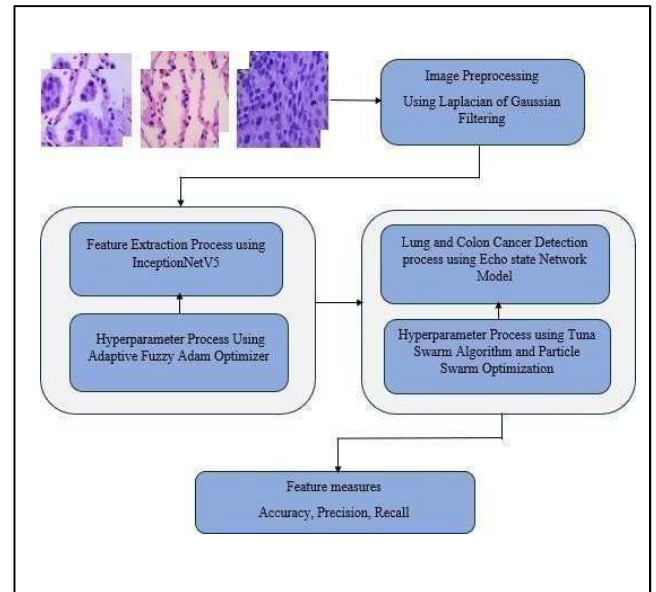 Image Preprocessing
Using Laplacian of Gaussian
Filtering
Feature Extraction Process using
InceptionNetV5
Hyperparameter Process Using
Adaptive Fuzzy Adam Optimizer
Lung and Colon Cancer Detection
process using Echo state Network
Model
Hyperparameter Process using Tuna
Swarm Algorithm and Particle
Swarm Optimization
Feature measures
Accuracy, Precision, Recall